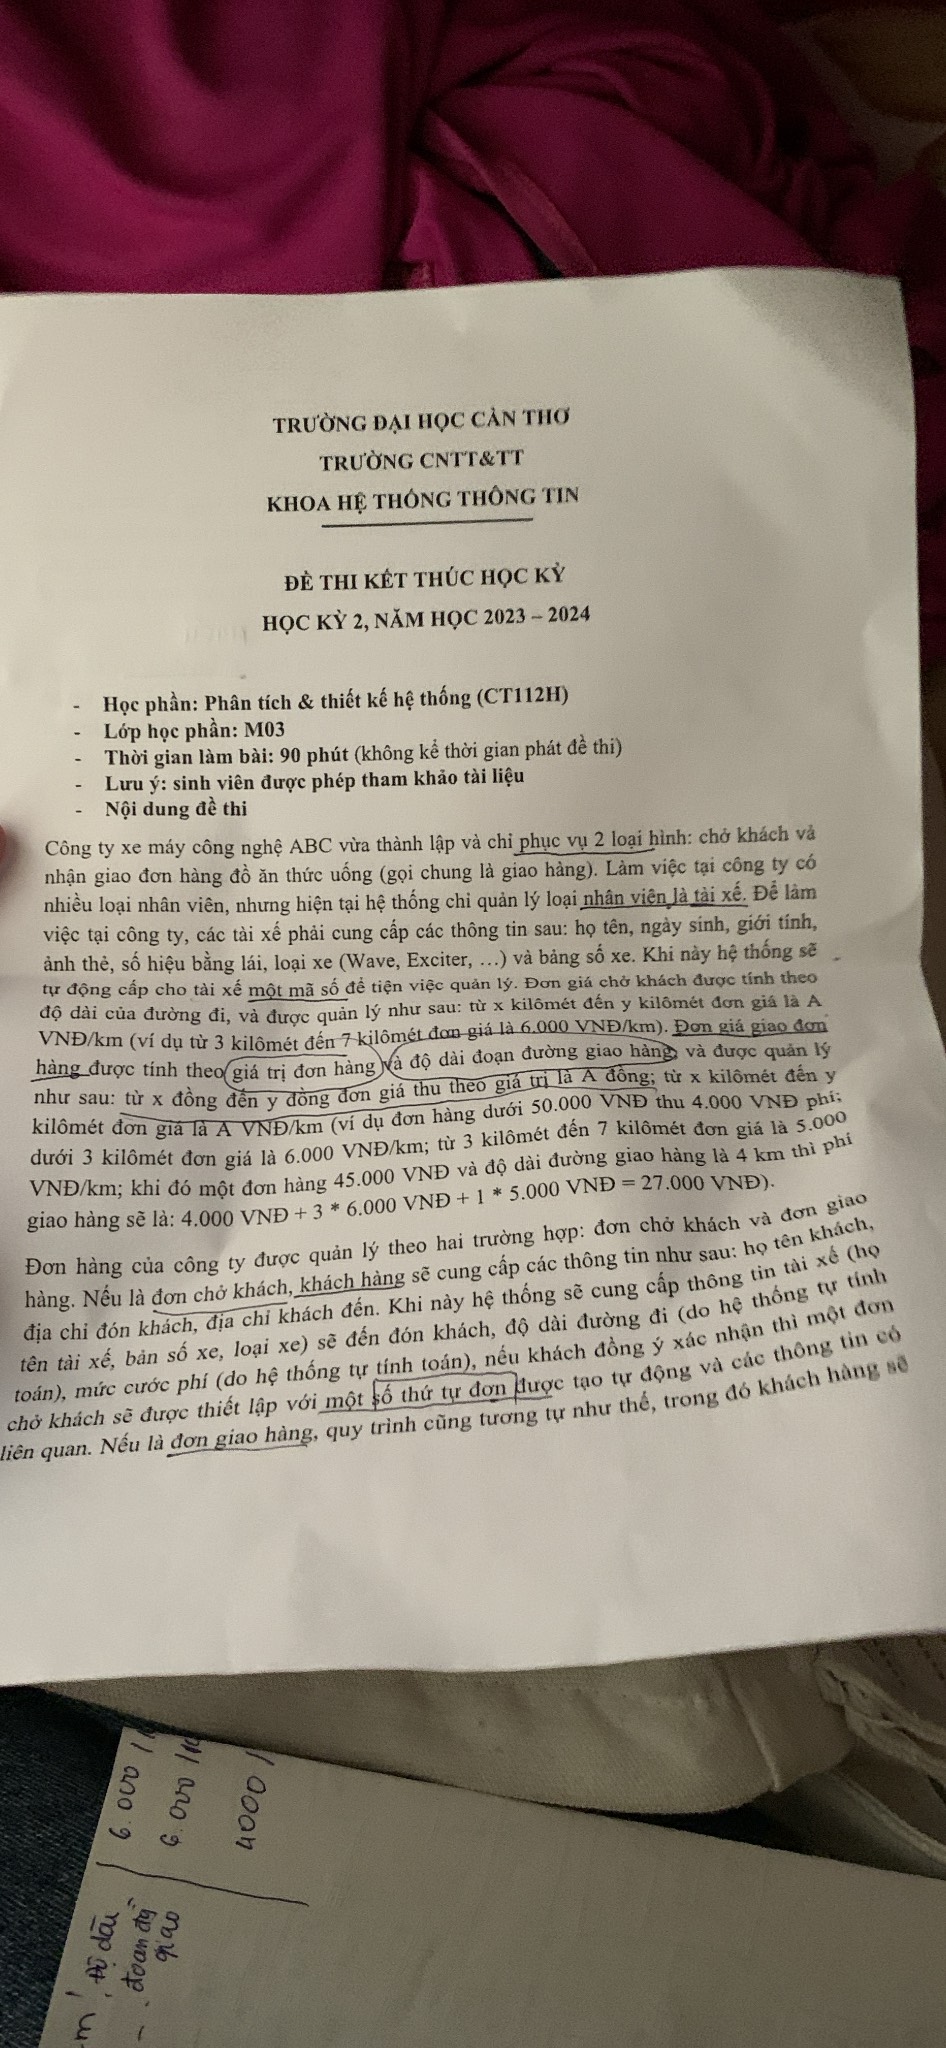 TRƯỜNG ĐẠI HỌC CẦN THƠ
TRƯỜNG CNTT&TT
KHOA HỆ THỐNG THÔNG TIN
ĐỀ THI KẾT THÚC HỌC KỲ
HỌC KỲ 2, NĂM HỌC 2023 – 2024
- Học phần: Phân tích & thiết kế hệ thống (CT112H)
- Lớp học phần: M03
- Thời gian làm bài: 90 phút (không kể thời gian phát đề thi)
- Lưu ý: sinh viên được phép tham khảo tài liệu
- Nội dung đề thi
Công ty xe máy công nghệ ABC vừa thành lập và chỉ phục vụ 2 loại hình: chở khách và
nhận giao đơn hàng đồ ăn thức uống (gọi chung là giao hàng). Làm việc tại công ty có
nhiều loại nhân viên, nhưng hiện tại hệ thống chỉ quản lý loại nhân viên là tài xế. Để làm
việc tại công ty, các tài xế phải cung cấp các thông tin sau: họ tên, ngày sinh, giới tính,
ảnh thẻ, số hiệu bằng lái, loại xe (Wave, Exciter, …) và bảng số xe. Khi này hệ thống sẽ
tự động cấp cho tài xế một mã số để tiện việc quản lý. Đơn giá chở khách được tính theo
độ dài của đường đi, và được quản lý như sau: từ x kilômét đến y kilômét đơn giá là A
VNĐ/km (ví dụ từ 3 kilômét đến 7 kilômét đơn giá là 6.000 VNĐ/km). Đơn giá giao đơn
hàng được tính theo giá trị đơn hàng và độ dài đoạn đường giao hàng, và được quản lý
như sau: từ x đồng đến y đồng đơn giá thu theo giá trị là A đồng; từ x kilômét đến y
kilômét đơn giá là A VNĐ/km (ví dụ đơn hàng dưới 50.000 VNĐ thu 4.000 VNĐ phí;
dưới 3 kilômét đơn giá là 6.000 VNĐ/km; từ 3 kilômét đến 7 kilômét đơn giá là 5.000
VNĐ/km; khi đó một đơn hàng 45.000 VNĐ và độ dài đường giao hàng là 4 km thì phí
giao hàng sẽ là: 4.000 VNĐ + 3 * 6.000 VNĐ + 1 * 5.000 VNĐ = 27.000 VNĐ).
Đơn hàng của công ty được quản lý theo hai trường hợp: đơn chở khách và đơn giao
hàng. Nếu là đơn chở khách, khách hàng sẽ cung cấp các thông tin như sau: họ tên khách,
địa chỉ đón khách, địa chỉ khách đến. Khi này hệ thống sẽ cung cấp thông tin tài xế (họ
tên tài xế, bản số xe, loại xe) sẽ đến đón khách, độ dài đường đi (do hệ thống tự tính
toán), mức cước phí (do hệ thống tự tính toán), nếu khách đồng ý xác nhận thì một đơn
chở khách sẽ được thiết lập với một số thứ tự đơn được tạo tự động và các thông tin có
liên quan. Nếu là đơn giao hàng, quy trình cũng tương tự như thế, trong đó khách hàng sẽ
độ dài
6.000
đoạn đg
giao
4000